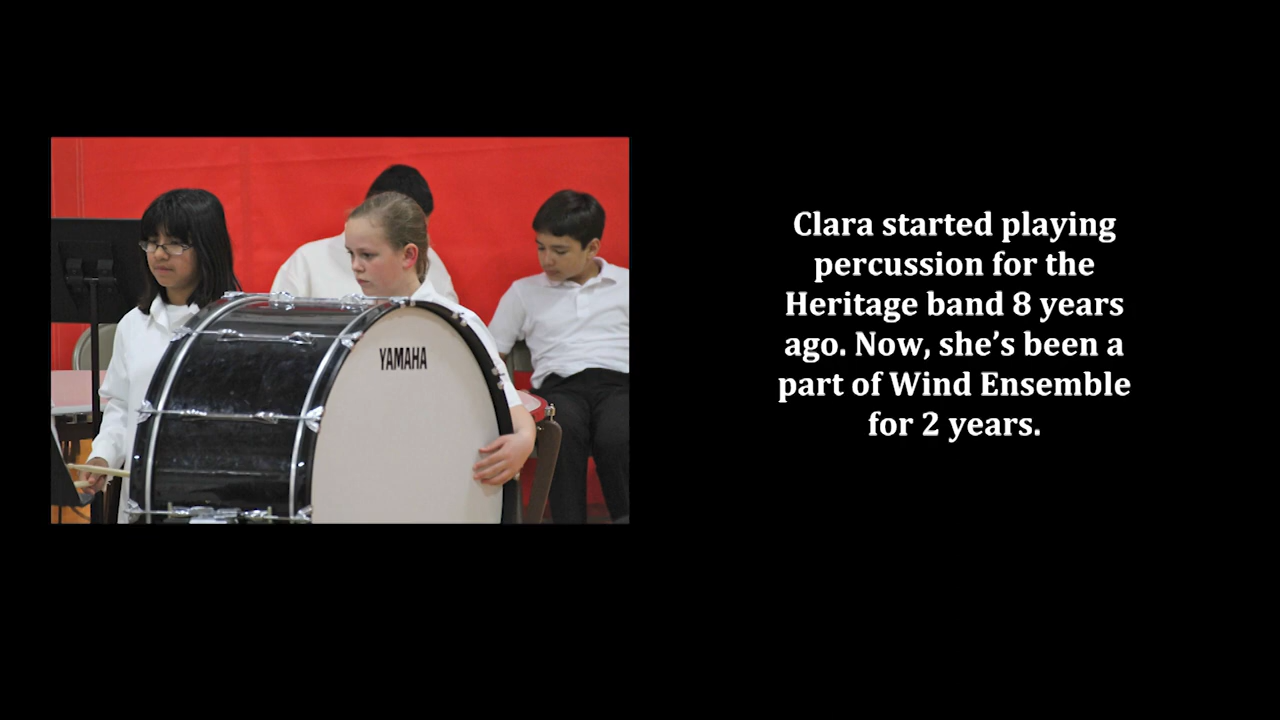 YAMAHA
Clara started playing
percussion for the
Heritage band 8 years
ago. Now, she’s been a
part of Wind Ensemble
for 2 years.